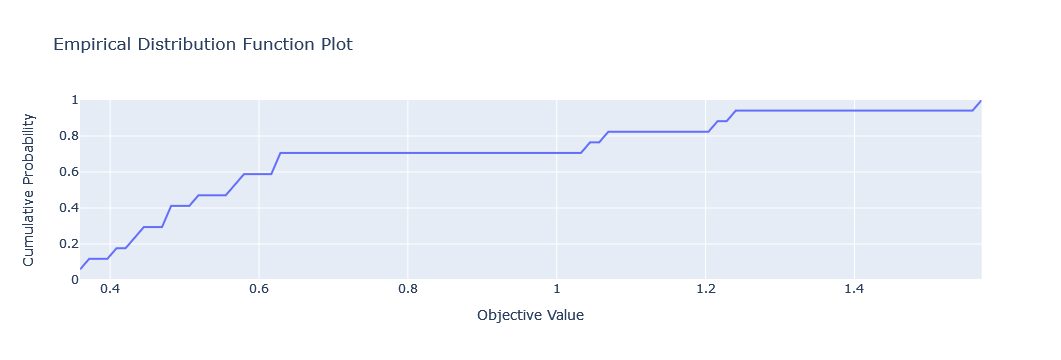 Empirical Distribution Function Plot
Cumulative Probability
1
0.8
0.6
0.4
0.2
0
0.4 0.6 0.8 1 1.2 1.4
Objective Value